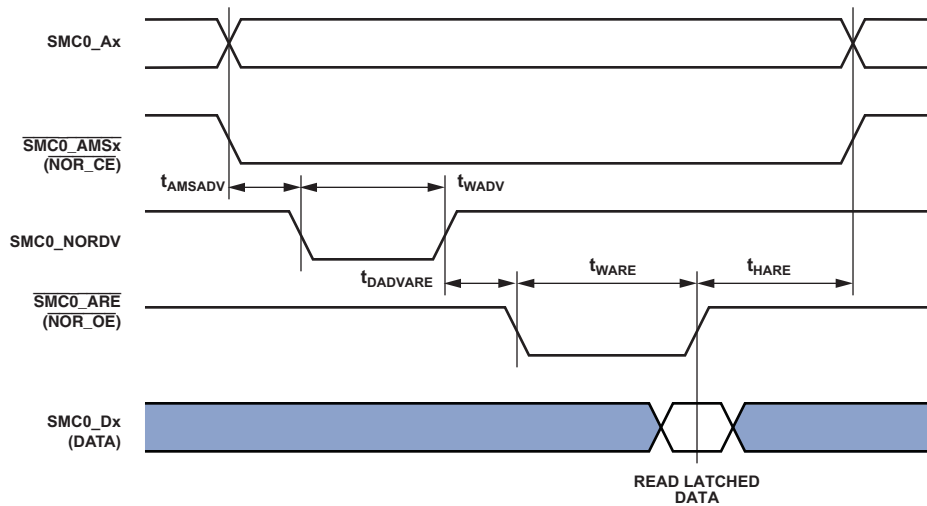 SMC0_Ax
SMC0_AMSx
(NOR_CE)
tAMSADV
tWADV
SMC0_NORDV
tDADVARE
tWARE
tHARE
SMC0_ARE
(NOR_OE)
SMC0_Dx
(DATA)
READ LATCHED
DATA